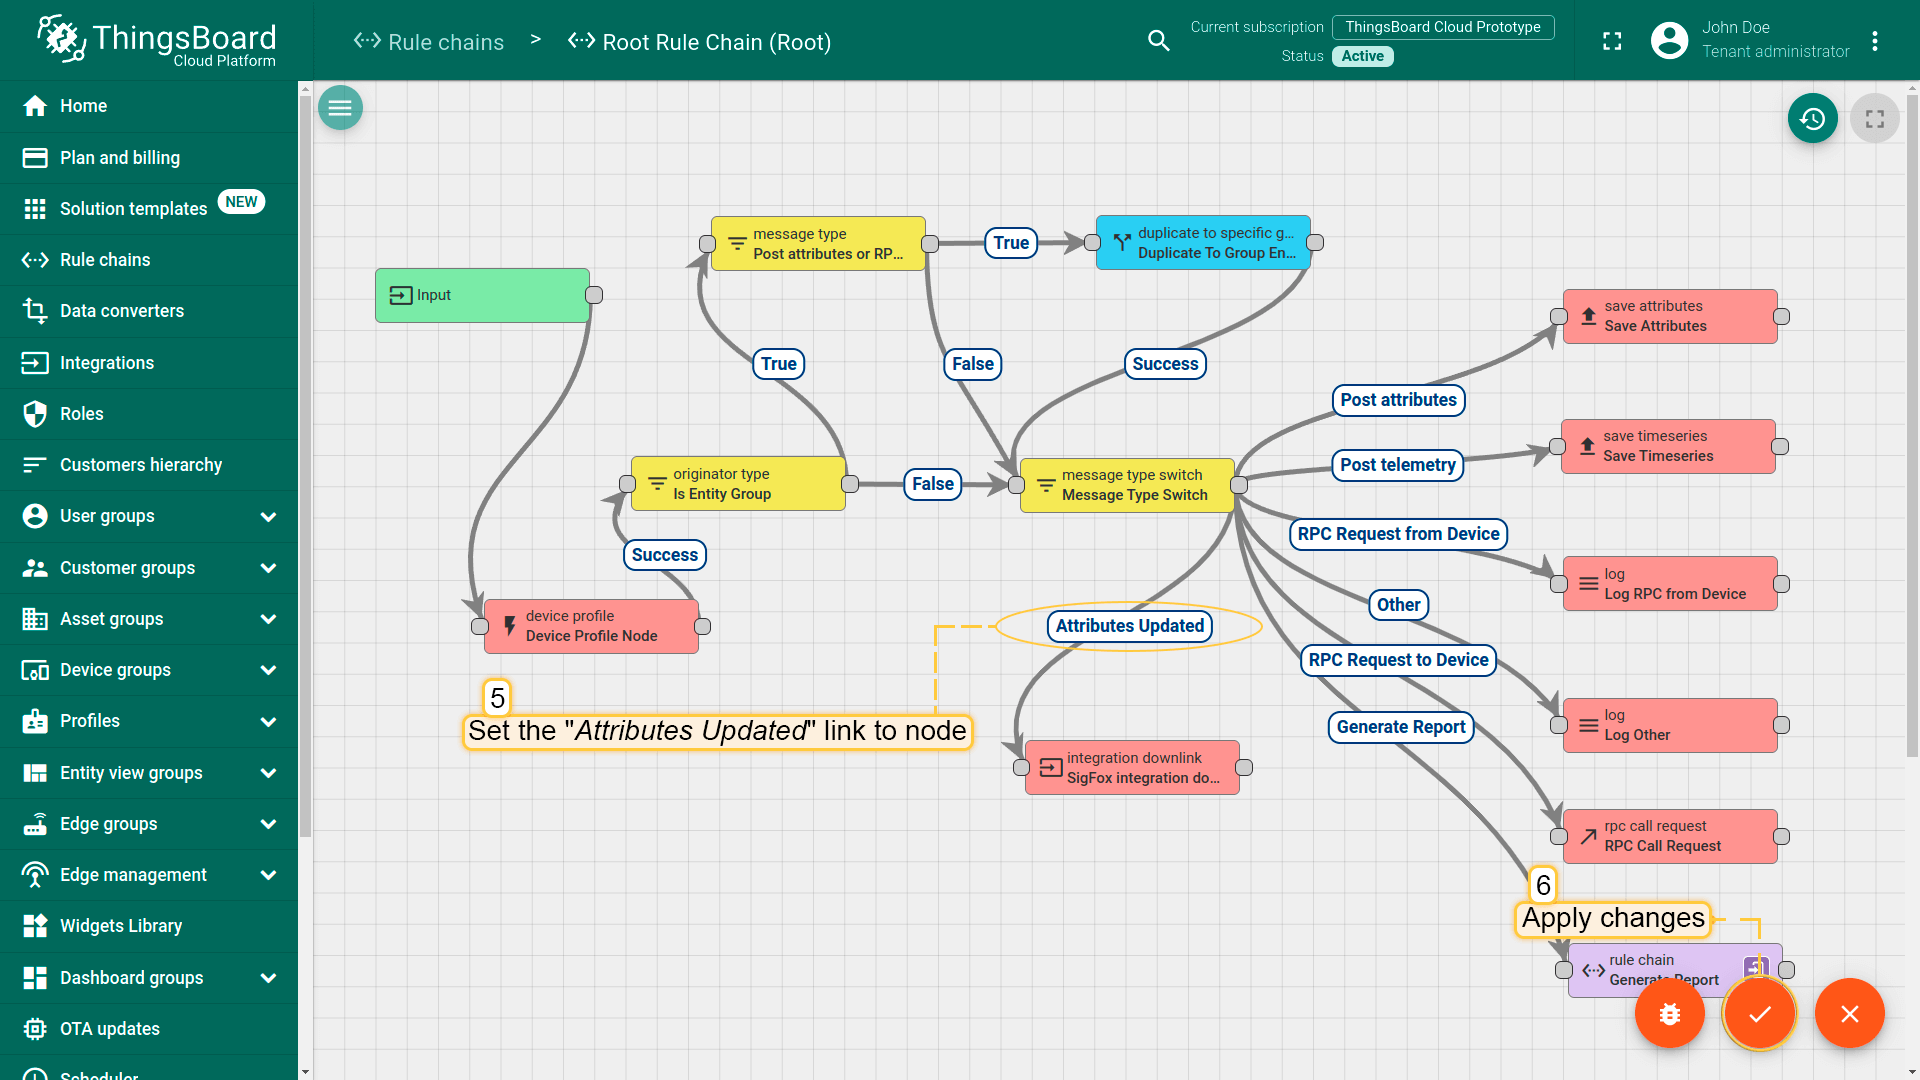 ThingsBoard
Cloud Platform
Rule chains > Root Rule Chain (Root)
Current subscription ThingsBoard Cloud Prototype
Status Active
John Doe
Tenant administrator
Home
Plan and billing
Solution templates NEW
Rule chains
Data converters
Integrations
Roles
Customers hierarchy
User groups
Customer groups
Asset groups
Device groups
Profiles
Entity view groups
Edge groups
Edge management
Widgets Library
Dashboard groups
OTA updates
Scheduler
message type
Post attributes or RP...
True
duplicate to specific g...
Duplicate To Group En...
Input
save attributes
Save Attributes
True
False
Success
Post attributes
save timeseries
Save Timeseries
Post telemetry
originator type
Is Entity Group
False
message type switch
Message Type Switch
RPC Request from Device
Success
log
Log RPC from Device
Other
device profile
Device Profile Node
Attributes Updated
RPC Request to Device
5
Set the "Attributes Updated" link to node
log
Log Other
Generate Report
integration downlink
SigFox integration do...
rpc call request
RPC Call Request
6
Apply changes
rule chain
Generate Report